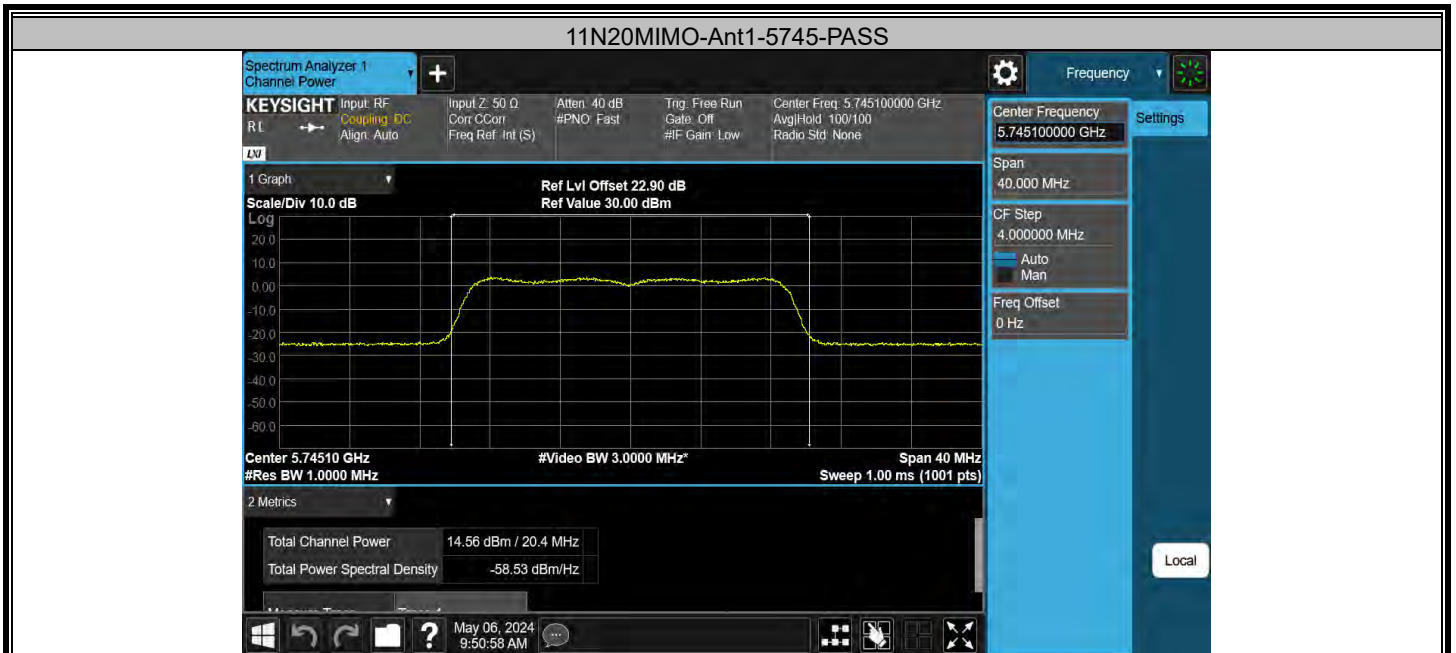 11N20MIMO-Ant1-5745-PASS
Spectrum Analyzer 1
Channel Power
+
Frequency
KEYSIGHT
RL
LXI
Input: RF
Coupling: DC
Align: Auto
Input Z: 50 Ω
Corr CCorr
Freq Ref: Int (S)
Atten: 40 dB
#PNO: Fast
Trig: Free Run
Gate: Off
#IF Gain: Low
Center Freq: 5.745100000 GHz
Avg|Hold: 100/100
Radio Std: None
Center Frequency
5.745100000 GHz
Settings
Span
40.000 MHz
CF Step
4.000000 MHz
Auto
Man
Freq Offset
0 Hz
Local
1 Graph
Scale/Div 10.0 dB
Ref Lvl Offset 22.90 dB
Ref Value 30.00 dBm
Log
20.0
10.0
0.00
-10.0
-20.0
-30.0
-40.0
-50.0
-60.0
Center 5.74510 GHz
#Video BW 3.0000 MHz*
Span 40 MHz
#Res BW 1.0000 MHz
Sweep 1.00 ms (1001 pts)
2 Metrics
Total Channel Power 14.56 dBm / 20.4 MHz
Total Power Spectral Density -58.53 dBm/Hz
?
May 06, 2024
9:50:58 AM